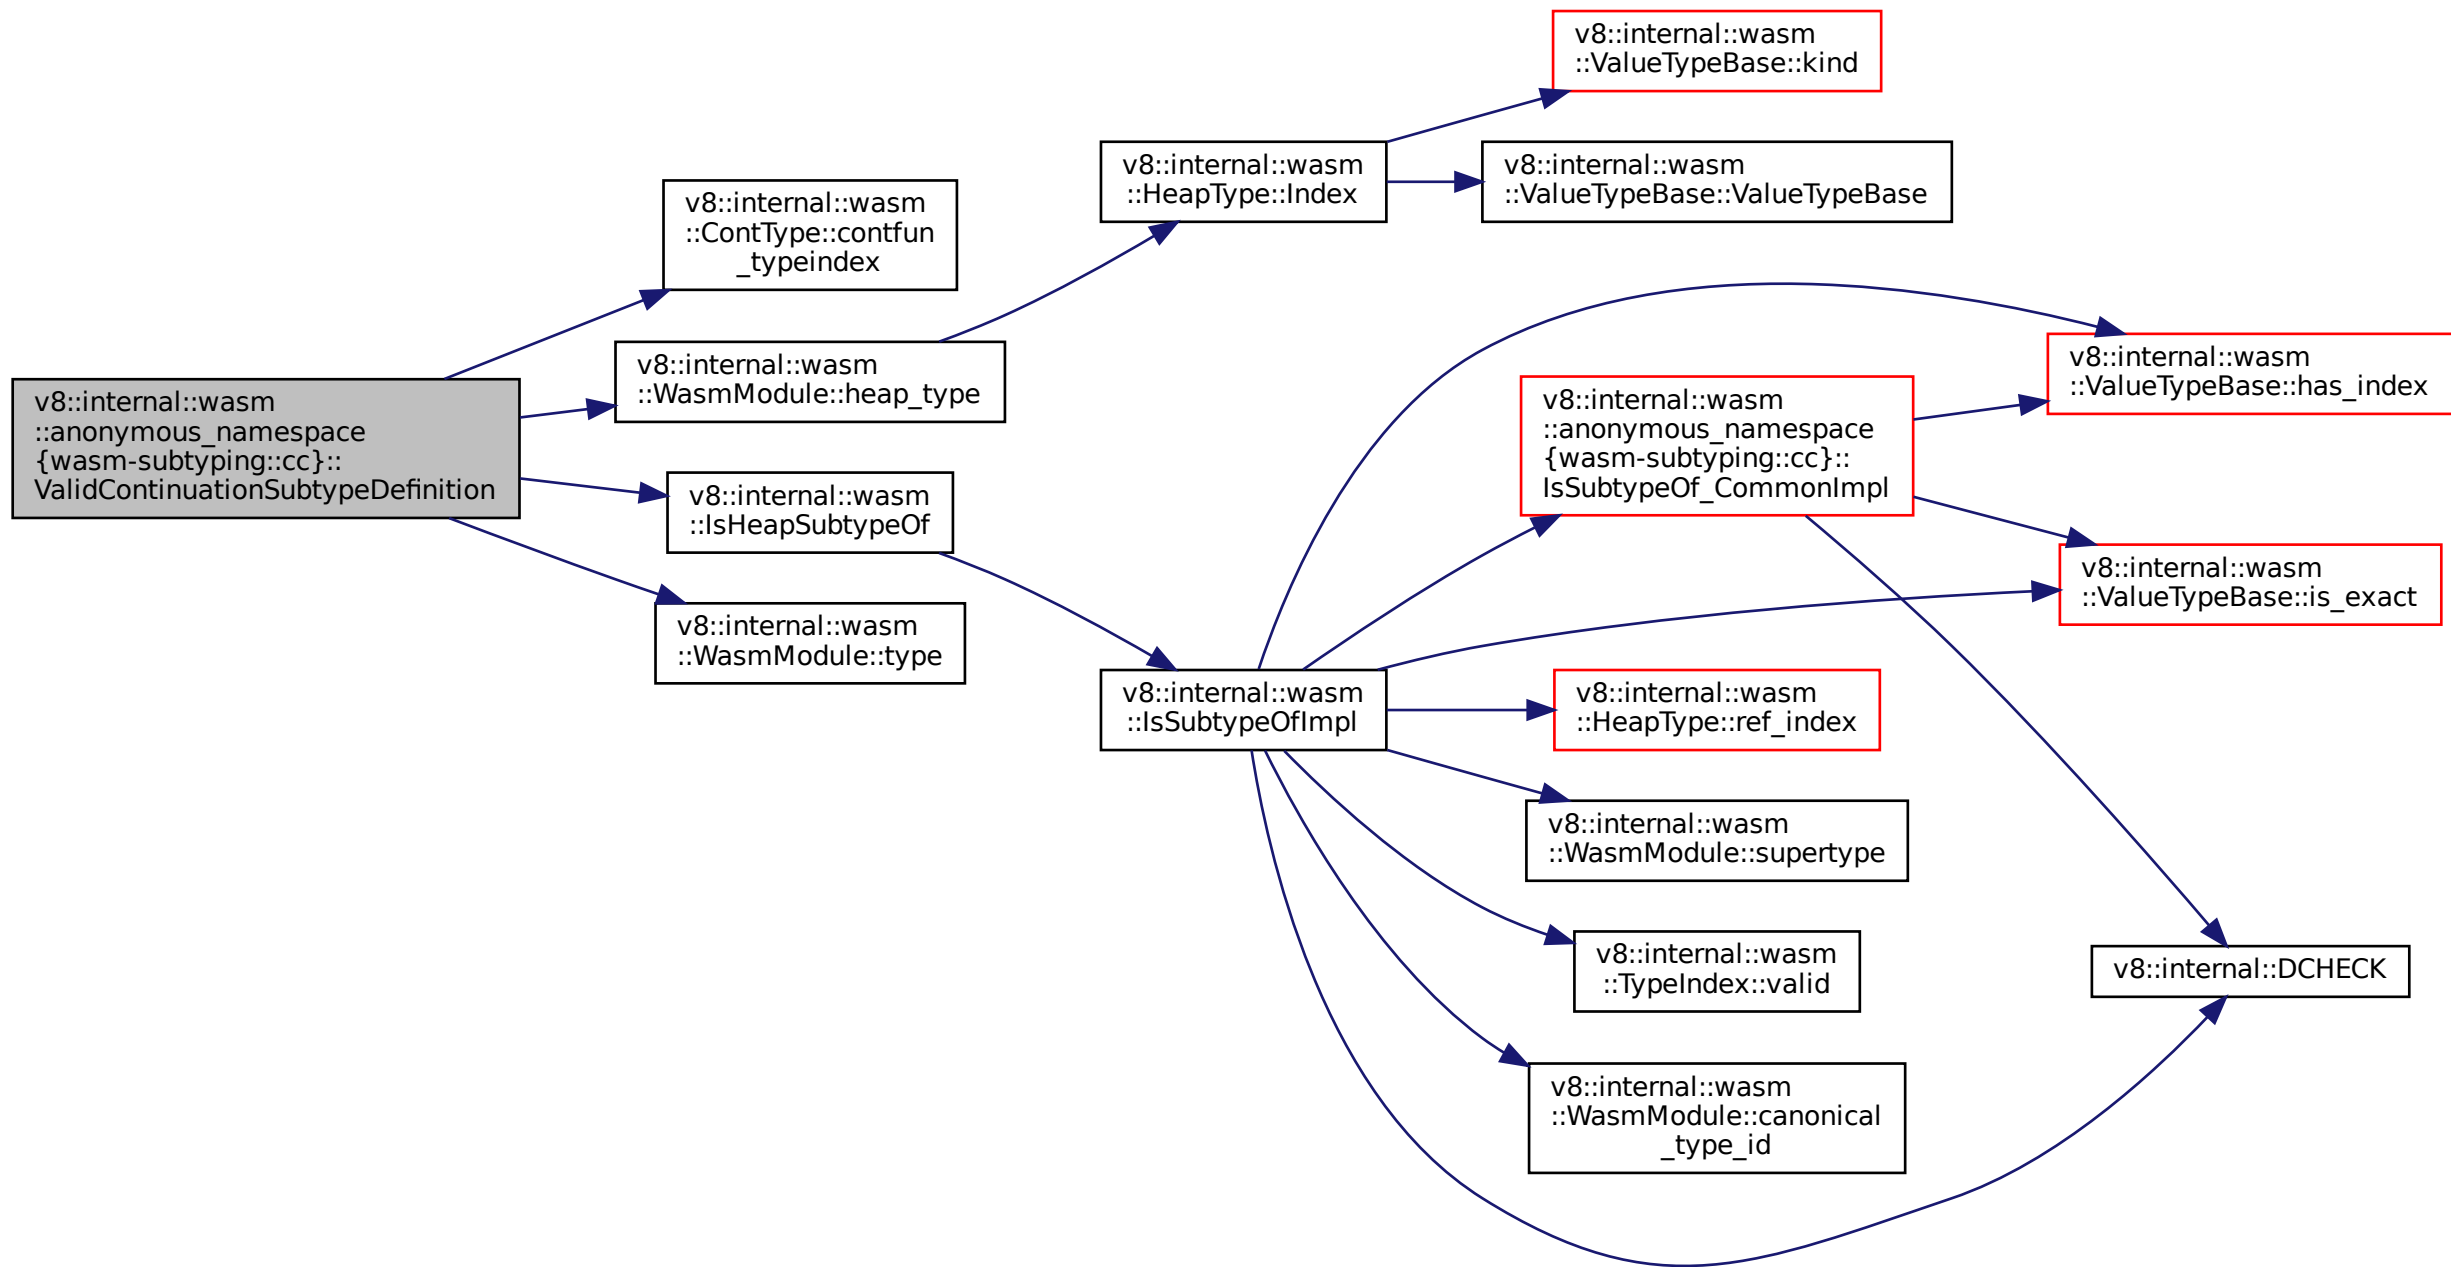 v8::internal::wasm
::anonymous_namespace
{wasm-subtyping::cc}::
ValidContinuationSubtypeDefinition
v8::internal::wasm
::ContType::contfun
_typeindex
v8::internal::wasm
::WasmModule::heap_type
v8::internal::wasm
::IsHeapSubtypeOf
v8::internal::wasm
::WasmModule::type
v8::internal::wasm
::HeapType::Index
v8::internal::wasm
::IsSubtypeOfImpl
v8::internal::wasm
::ValueTypeBase::kind
v8::internal::wasm
::ValueTypeBase::ValueTypeBase
v8::internal::wasm
::anonymous_namespace
{wasm-subtyping::cc}::
IsSubtypeOf_CommonImpl
v8::internal::wasm
::HeapType::ref_index
v8::internal::wasm
::WasmModule::supertype
v8::internal::wasm
::TypeIndex::valid
v8::internal::wasm
::WasmModule::canonical
_type_id
v8::internal::wasm
::ValueTypeBase::has_index
v8::internal::wasm
::ValueTypeBase::is_exact
v8::internal::DCHECK